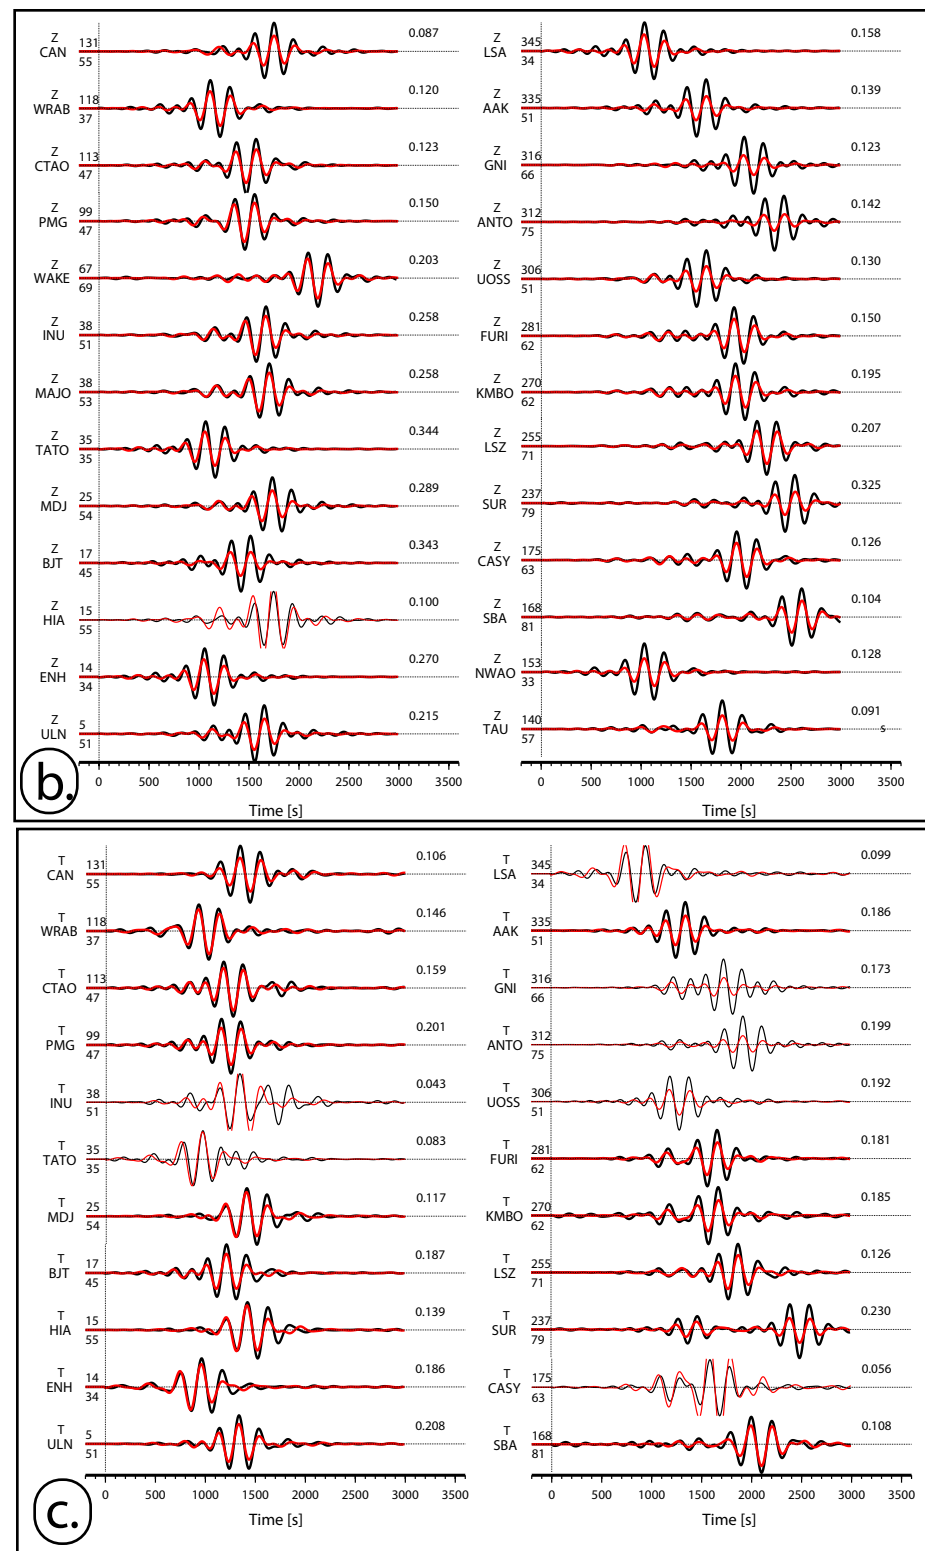 Z
CAN 131 55 0.087
Z
WRAB 118 37 0.120
Z
CTAO 113 47 0.123
Z
PMG 99 47 0.150
Z
WAKE 67 69 0.203
Z
INU 38 51 0.258
Z
MAJO 38 53 0.258
Z
TATO 35 35 0.344
Z
MDJ 25 54 0.289
Z
BJT 17 45 0.343
Z
HIA 15 55 0.100
Z
ENH 14 34 0.270
Z
ULN 5 51 0.215
0 500 1000 1500 2000 2500 3000 3500
Time [s]
Z
LSA 345 34 0.158
Z
AAK 335 51 0.139
Z
GNI 316 66 0.123
Z
ANTO 312 75 0.142
Z
UOSS 306 51 0.130
Z
FURI 281 62 0.150
Z
KMBO 270 62 0.195
Z
LSZ 255 71 0.207
Z
SUR 237 79 0.325
Z
CASY 175 63 0.126
Z
SBA 168 81 0.104
Z
NWAO 153 33 0.128
Z
TAU 140 57 0.091
s
0 500 1000 1500 2000 2500 3000 3500
Time [s]
b.
T
CAN 131 55 0.106
T
WRAB 118 37 0.146
T
CTAO 113 47 0.159
T
PMG 99 47 0.201
T
INU 38 51 0.043
T
TATO 35 35 0.083
T
MDJ 25 54 0.117
T
BJT 17 45 0.187
T
HIA 15 55 0.139
T
ENH 14 34 0.186
T
ULN 5 51 0.208
0 500 1000 1500 2000 2500 3000 3500
Time [s]
T
LSA 345 34 0.099
T
AAK 335 51 0.186
T
GNI 316 66 0.173
T
ANTO 312 75 0.199
T
UOSS 306 51 0.192
T
FURI 281 62 0.181
T
KMBO 270 62 0.185
T
LSZ 255 71 0.126
T
SUR 237 79 0.230
T
CASY 175 63 0.056
T
SBA 168 81 0.108
0 500 1000 1500 2000 2500 3000 3500
Time [s]
c.